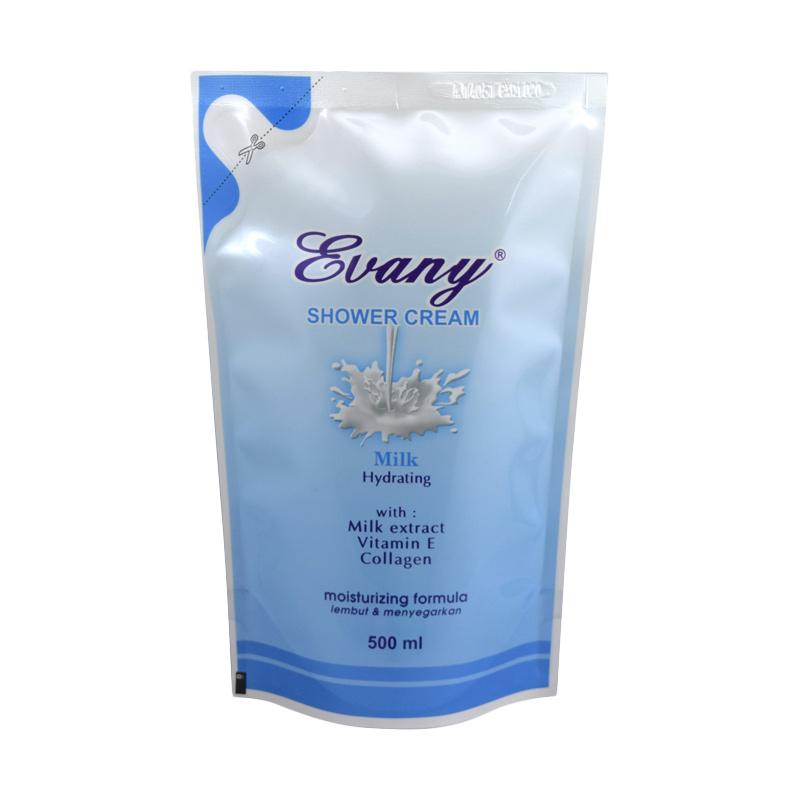 Evany®
SHOWER CREAM
Milk
Hydrating
with :
Milk extract
Vitamin E
Collagen
moisturizing formula
lembut & menyegarkan
500 ml